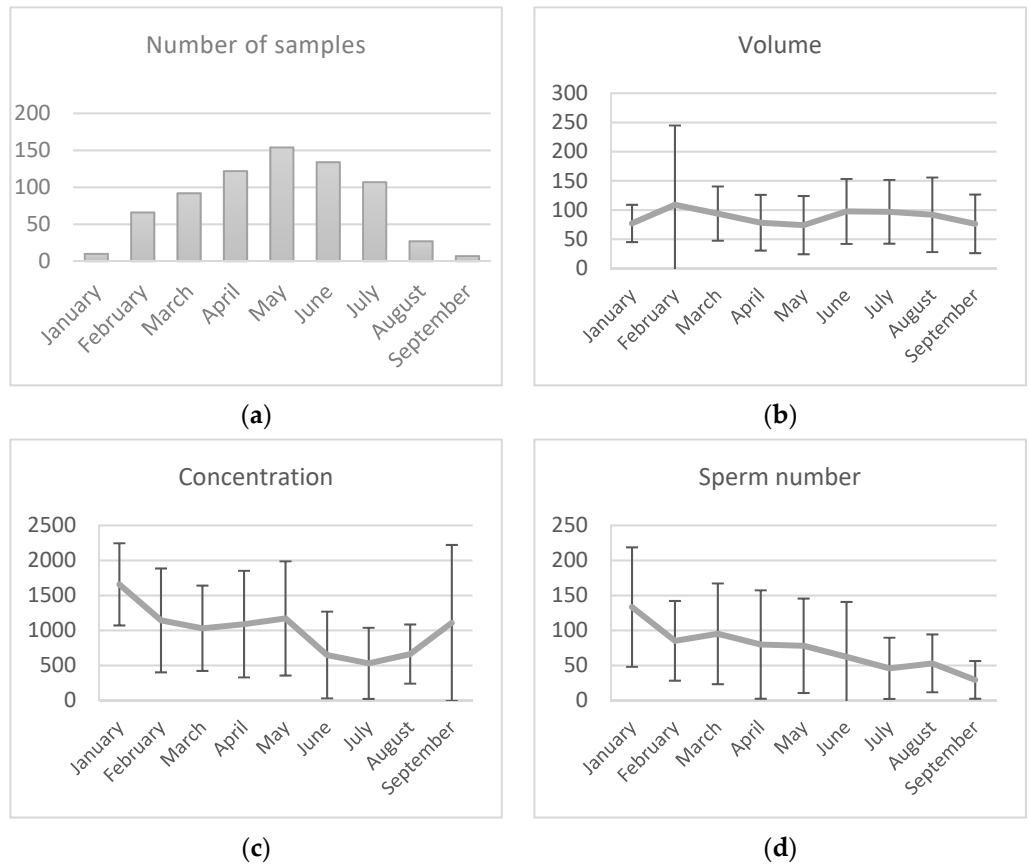 Number of samples
200
150
100
50
0
January
February
March
April
May
June
July
August
September
(a)
Volume
300
250
200
150
100
50
0
January
February
March
April
May
June
July
August
September
(b)
Concentration
2500
2000
1500
1000
500
0
January
February
March
April
May
June
July
August
September
(c)
Sperm number
250
200
150
100
50
0
January
February
March
April
May
June
July
August
September
(d)